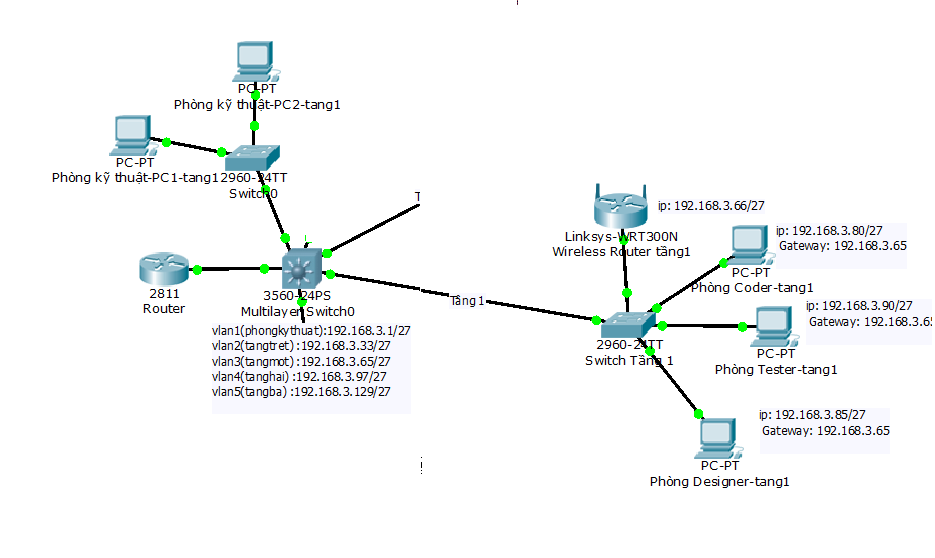 PC-PT
Phòng kỹ thuật-PC2-tang1
PC-PT
Phòng kỹ thuật-PC1-tang1
2960-24TT
Switch0
T
2811
Router
3560-24PS
Multilayer Switch0
vlan1(phongkythuat):192.168.3.1/27
vlan2(tangtret) :192.168.3.33/27
vlan3(tangmot) :192.168.3.65/27
vlan4(tanghai) :192.168.3.97/27
vlan5(tangba) :192.168.3.129/27
Tầng 1
ip: 192.168.3.66/27
Linksys-WRT300N
Wireless Router tầng1
ip: 192.168.3.80/27
Gateway: 192.168.3.65
PC-PT
Phòng Coder-tang1
ip: 192.168.3.90/27
Gateway: 192.168.3.65
PC-PT
Phòng Tester-tang1
2960-24TT
Switch Tầng 1
ip: 192.168.3.85/27
Gateway: 192.168.3.65
PC-PT
Phòng Designer-tang1